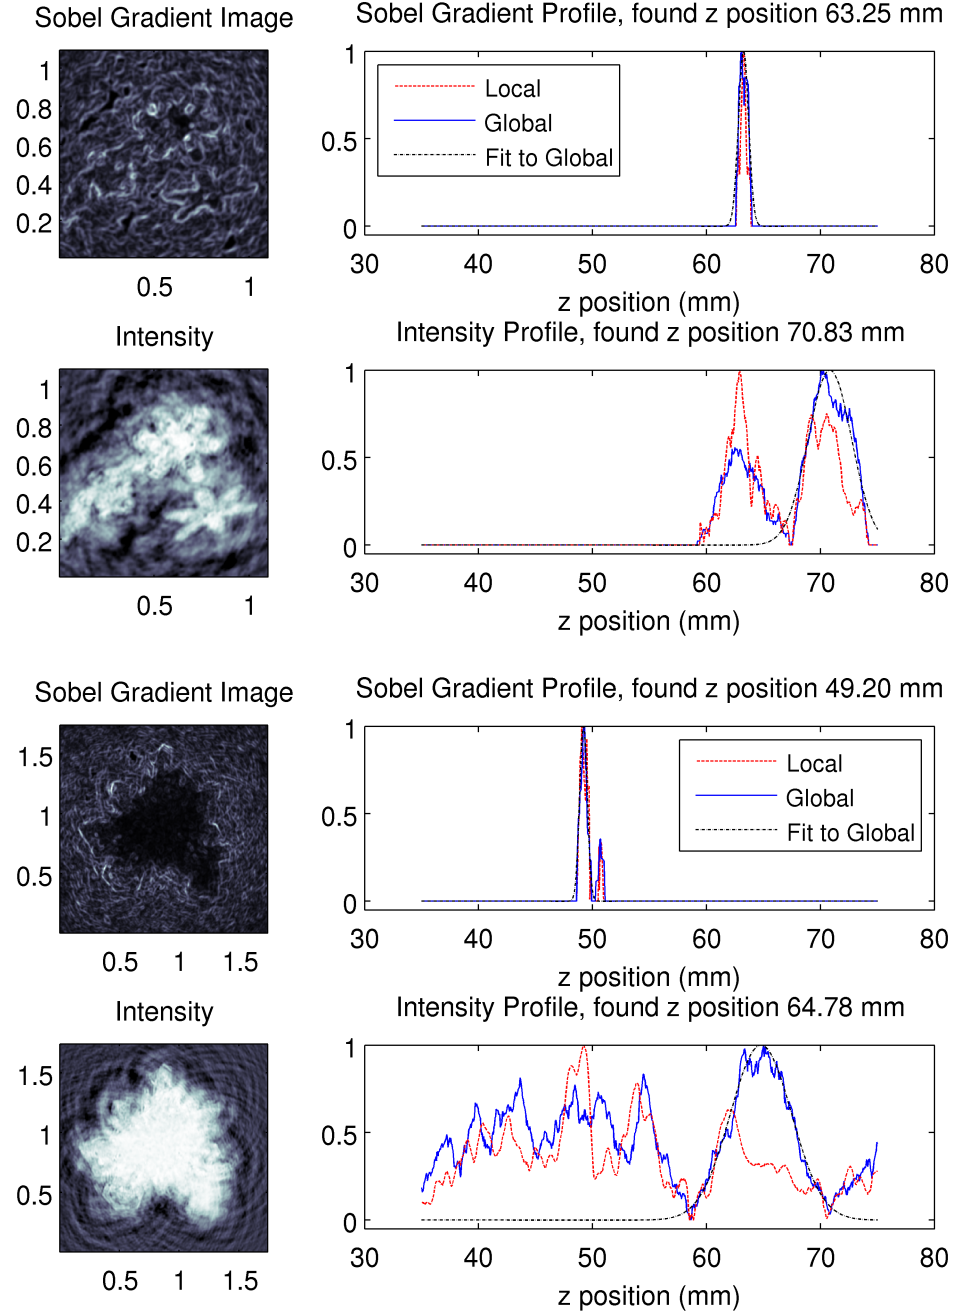 Sobel Gradient Image
1
0.8
0.6
0.4
0.2
0.5 1
Sobel Gradient Profile, found z position 63.25 mm
1
0.5
0
Local
Global
Fit to Global
30 40 50 60 70 80
z position (mm)
Intensity
1
0.8
0.6
0.4
0.2
0.5 1
Intensity Profile, found z position 70.83 mm
1
0.5
0
30 40 50 60 70 80
z position (mm)
Sobel Gradient Image
1.5
1
0.5
0.5 1 1.5
Sobel Gradient Profile, found z position 49.20 mm
1
0.5
0
Local
Global
Fit to Global
30 40 50 60 70 80
z position (mm)
Intensity
1.5
1
0.5
0.5 1 1.5
Intensity Profile, found z position 64.78 mm
1
0.5
0
30 40 50 60 70 80
z position (mm)